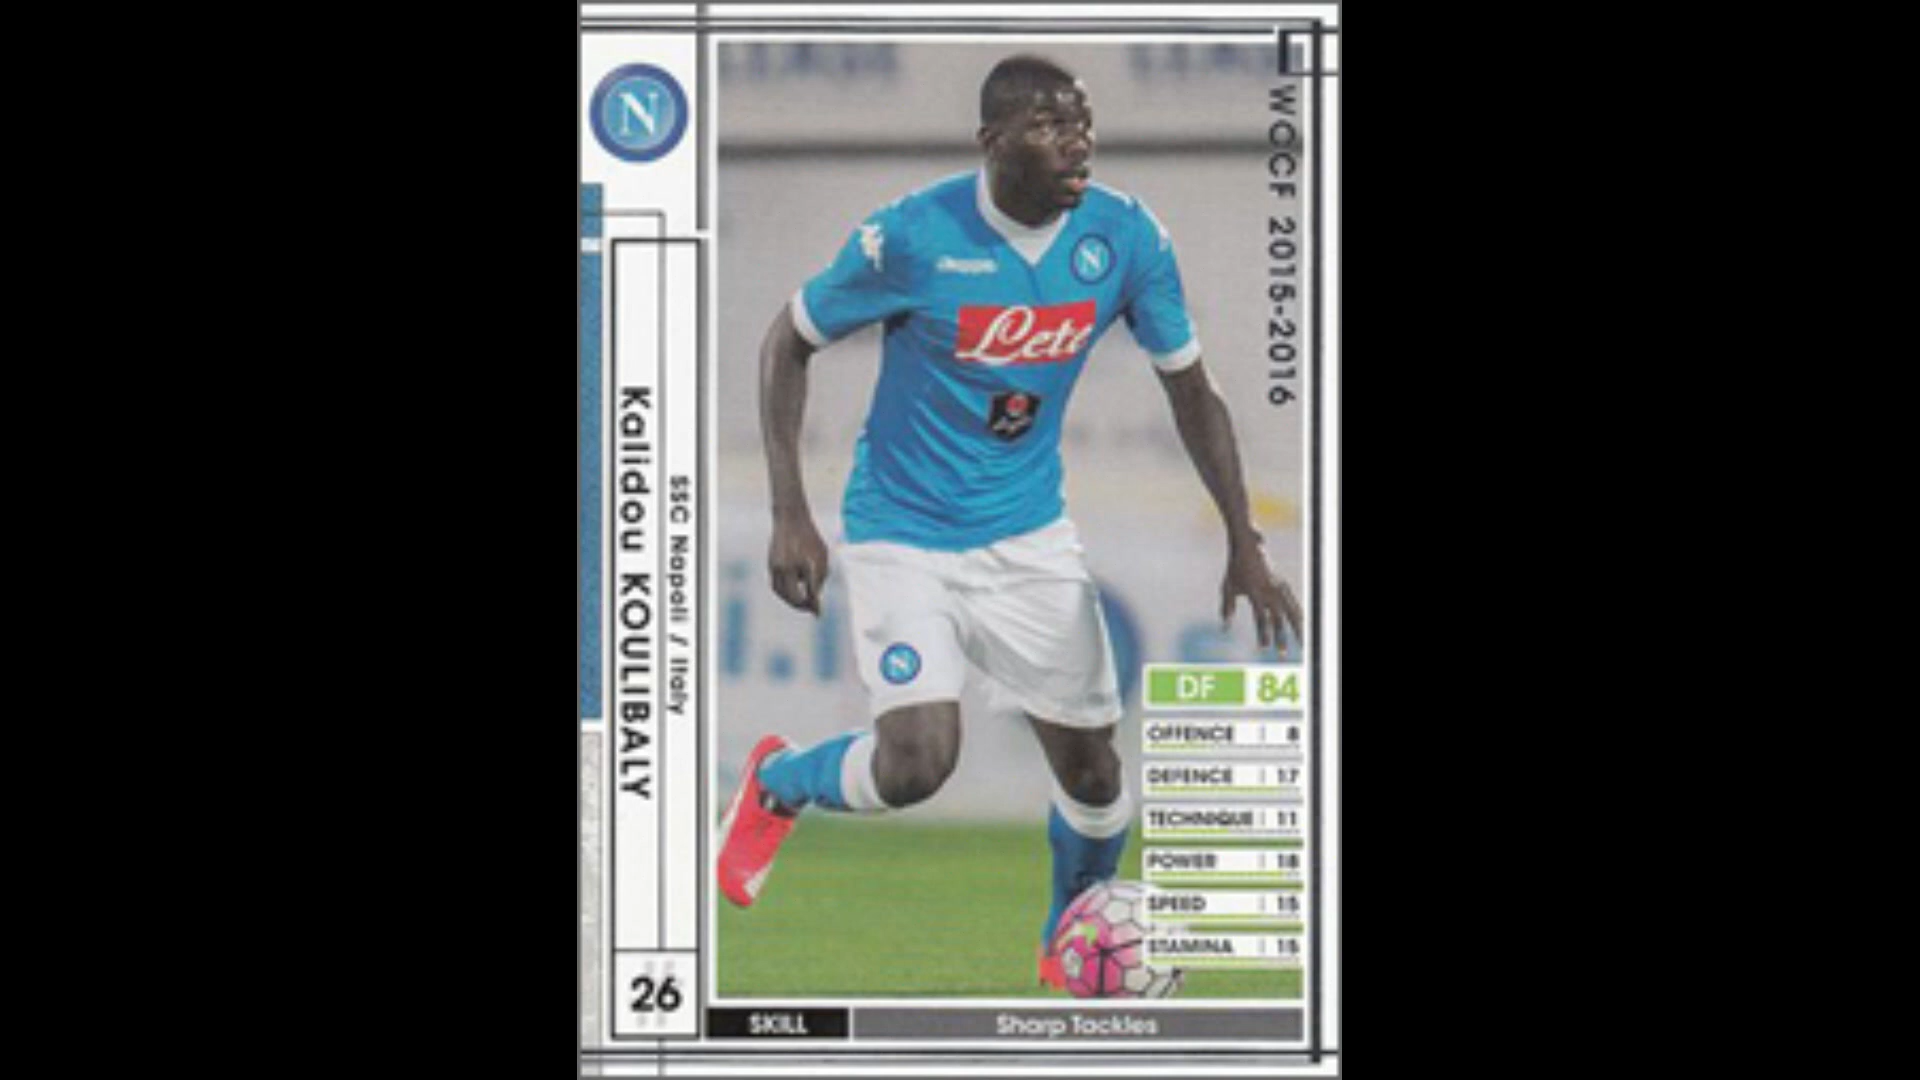 N
WCCF 2015-2016
Kappa
N
Lete
SSC Napoli / Italy
Kalidou KOULIBALY
N
DF 84
OFFENCE 8
DEFENCE 17
TECHNIQUE 11
POWER 18
SPEED 15
STAMINA 15
26
SKILL Sharp Tackles